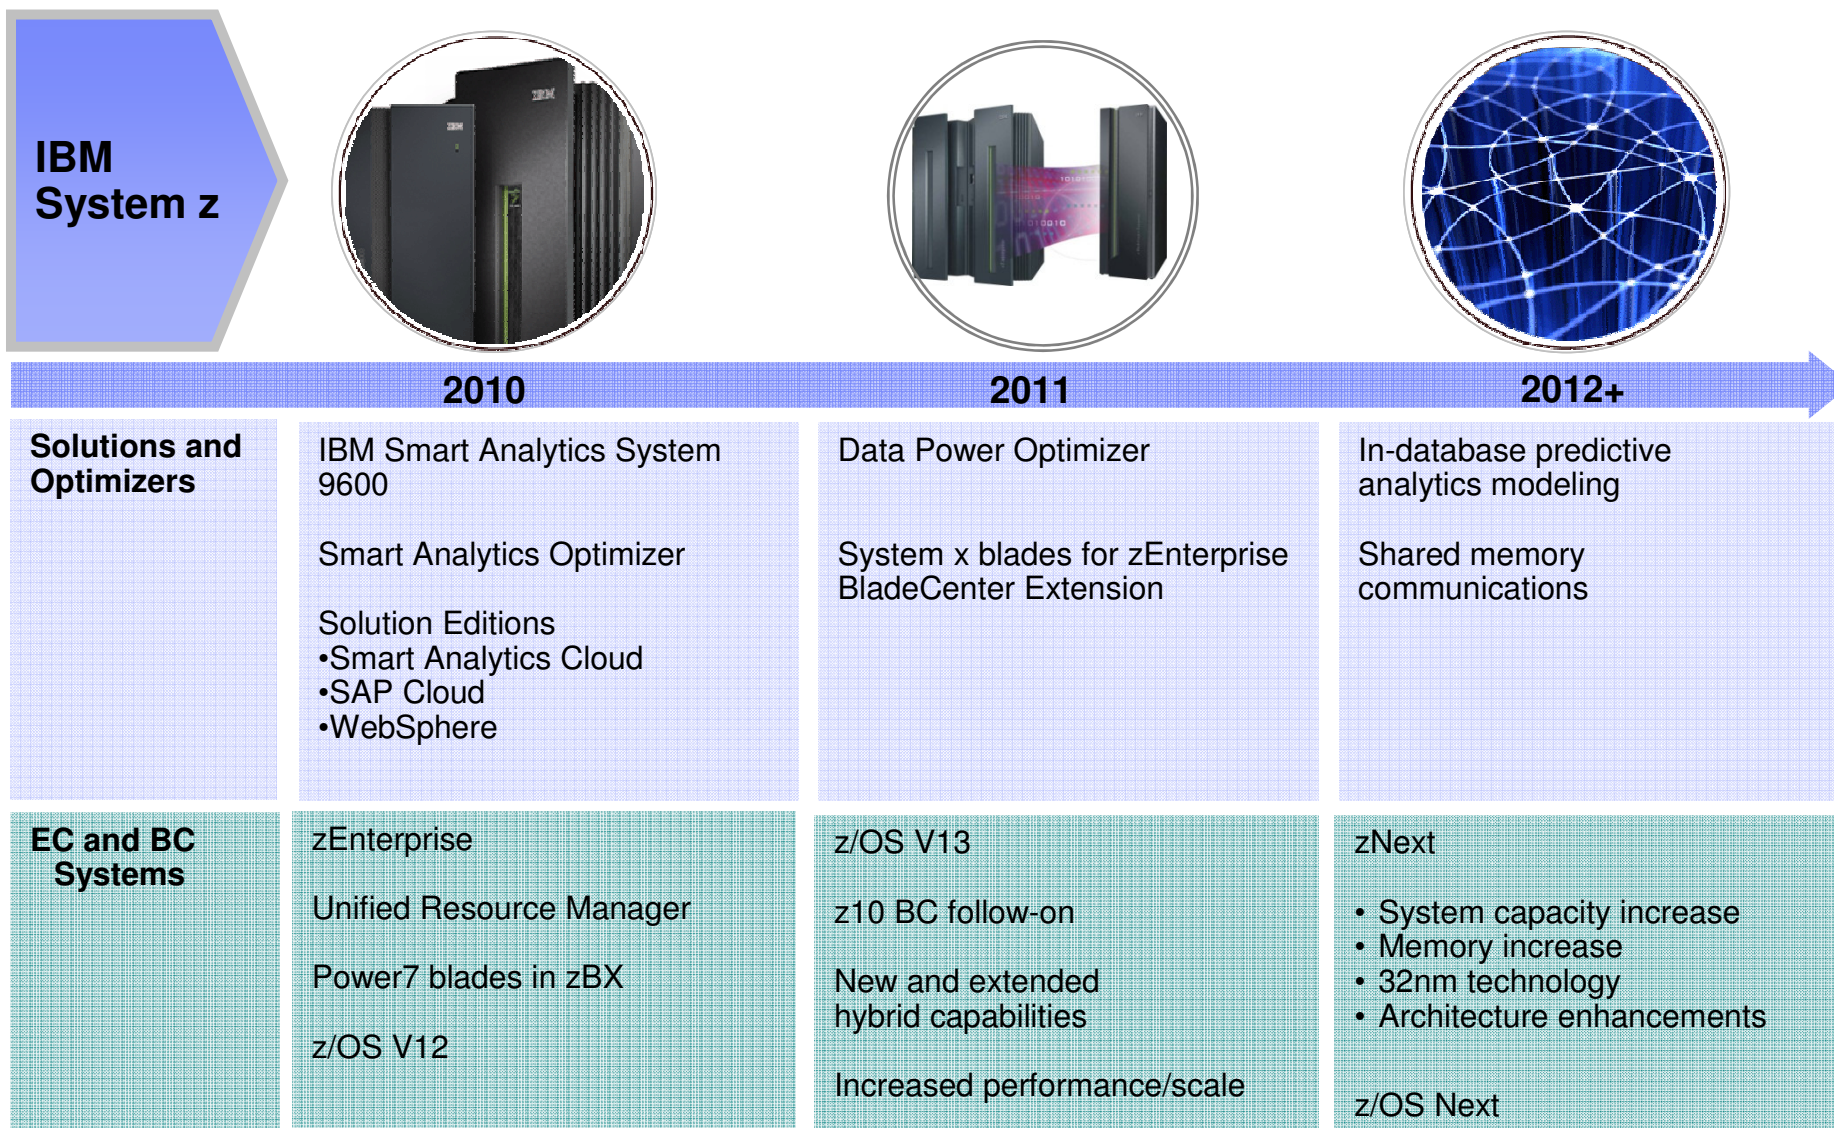 IBM
System z
IBM
IBM
2010
2011
2012+
Solutions and
Optimizers
IBM Smart Analytics System
9600
Smart Analytics Optimizer
Solution Editions
•Smart Analytics Cloud
•SAP Cloud
•WebSphere
Data Power Optimizer
System x blades for zEnterprise
BladeCenter Extension
In-database predictive
analytics modeling
Shared memory
communications
EC and BC
Systems
zEnterprise
Unified Resource Manager
Power7 blades in zBX
z/OS V12
z/OS V13
z10 BC follow-on
New and extended
hybrid capabilities
Increased performance/scale
zNext
• System capacity increase
• Memory increase
• 32nm technology
• Architecture enhancements
z/OS Next